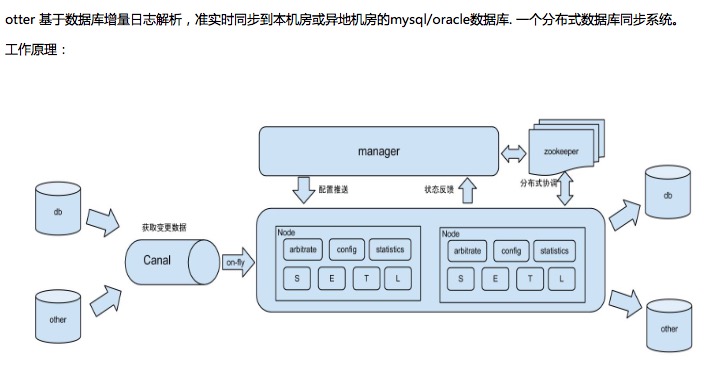 otter 基于数据库增量日志解析，准实时同步到本机房或异地机房的mysql/oracle数据库. 一个分布式数据库同步系统。
工作原理：
manager
zookeeper
配置推送
状态反馈
分布式协调
db
db
获取变更数据
Canal
on-fly
Node
arbitrate
config
statistics
S
E
T
L
Node
arbitrate
config
statistics
S
E
T
L
other
other